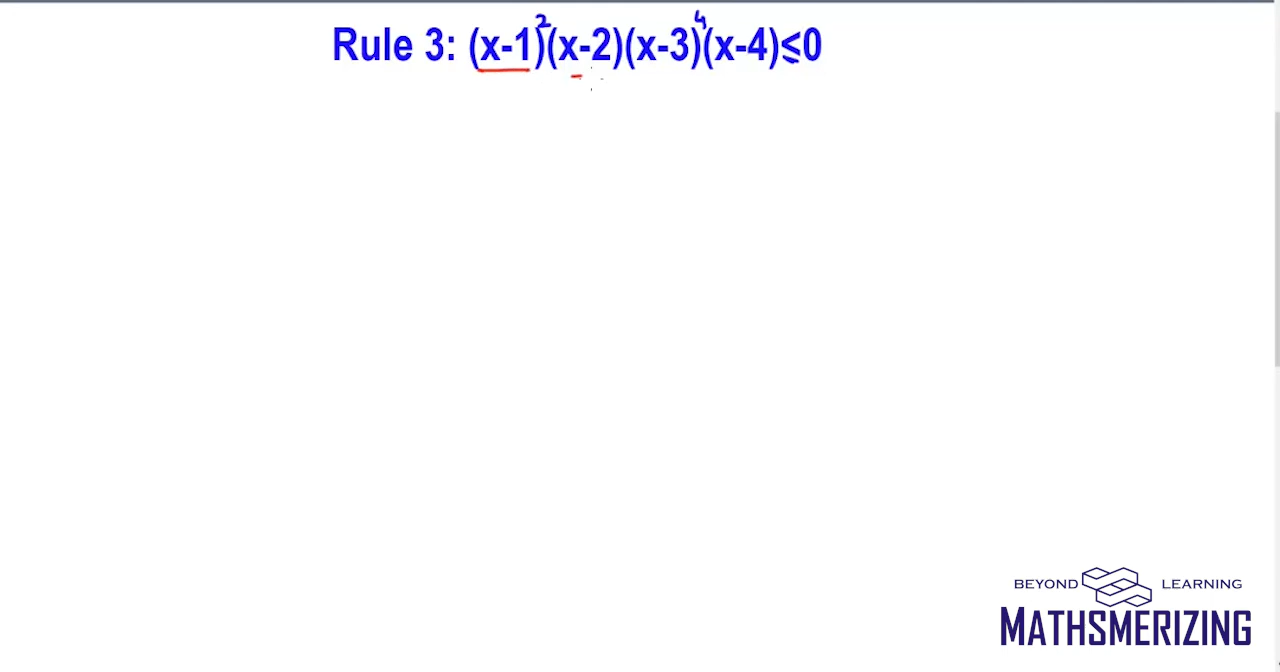 Rule 3: (x-1)²(x-2)(x-3)⁴(x-4)≤0
BEYOND LEARNING
MATHSMERIZING